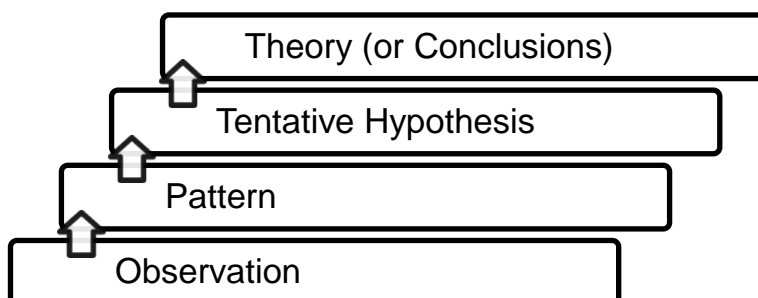 Theory (or Conclusions)
Tentative Hypothesis
Pattern
Observation